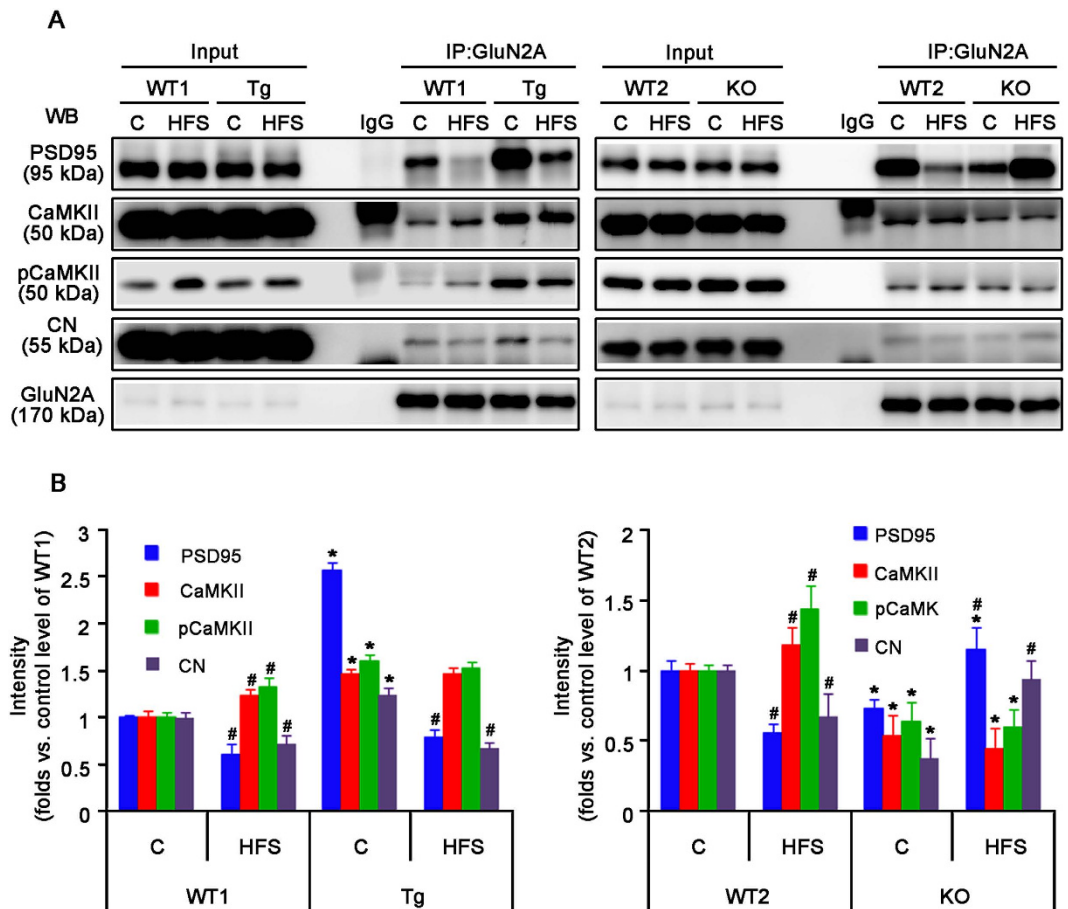 A
Input IP:GluN2A Input IP:GluN2A
WT1 Tg WT1 Tg WT2 KO WT2 KO
WB C HFS C HFS IgG C HFS C HFS C HFS C HFS IgG C HFS C HFS
PSD95
(95 kDa)
CaMKII
(50 kDa)
pCaMKII
(50 kDa)
CN
(55 kDa)
GluN2A
(170 kDa)
B
Intensity
(folds vs. control level of WT1)
3
2.5
2
1.5
1
0.5
0
PSD95
CaMKII
pCaMKII
CN
# # # #
* * * *
# #
C HFS C HFS
WT1 Tg
Intensity
(folds vs. control level of WT2)
2
1.5
1
0.5
0
PSD95
CaMKII
pCaMK
CN
# # # #
* * * *
# * * * #
C HFS C HFS
WT2 KO